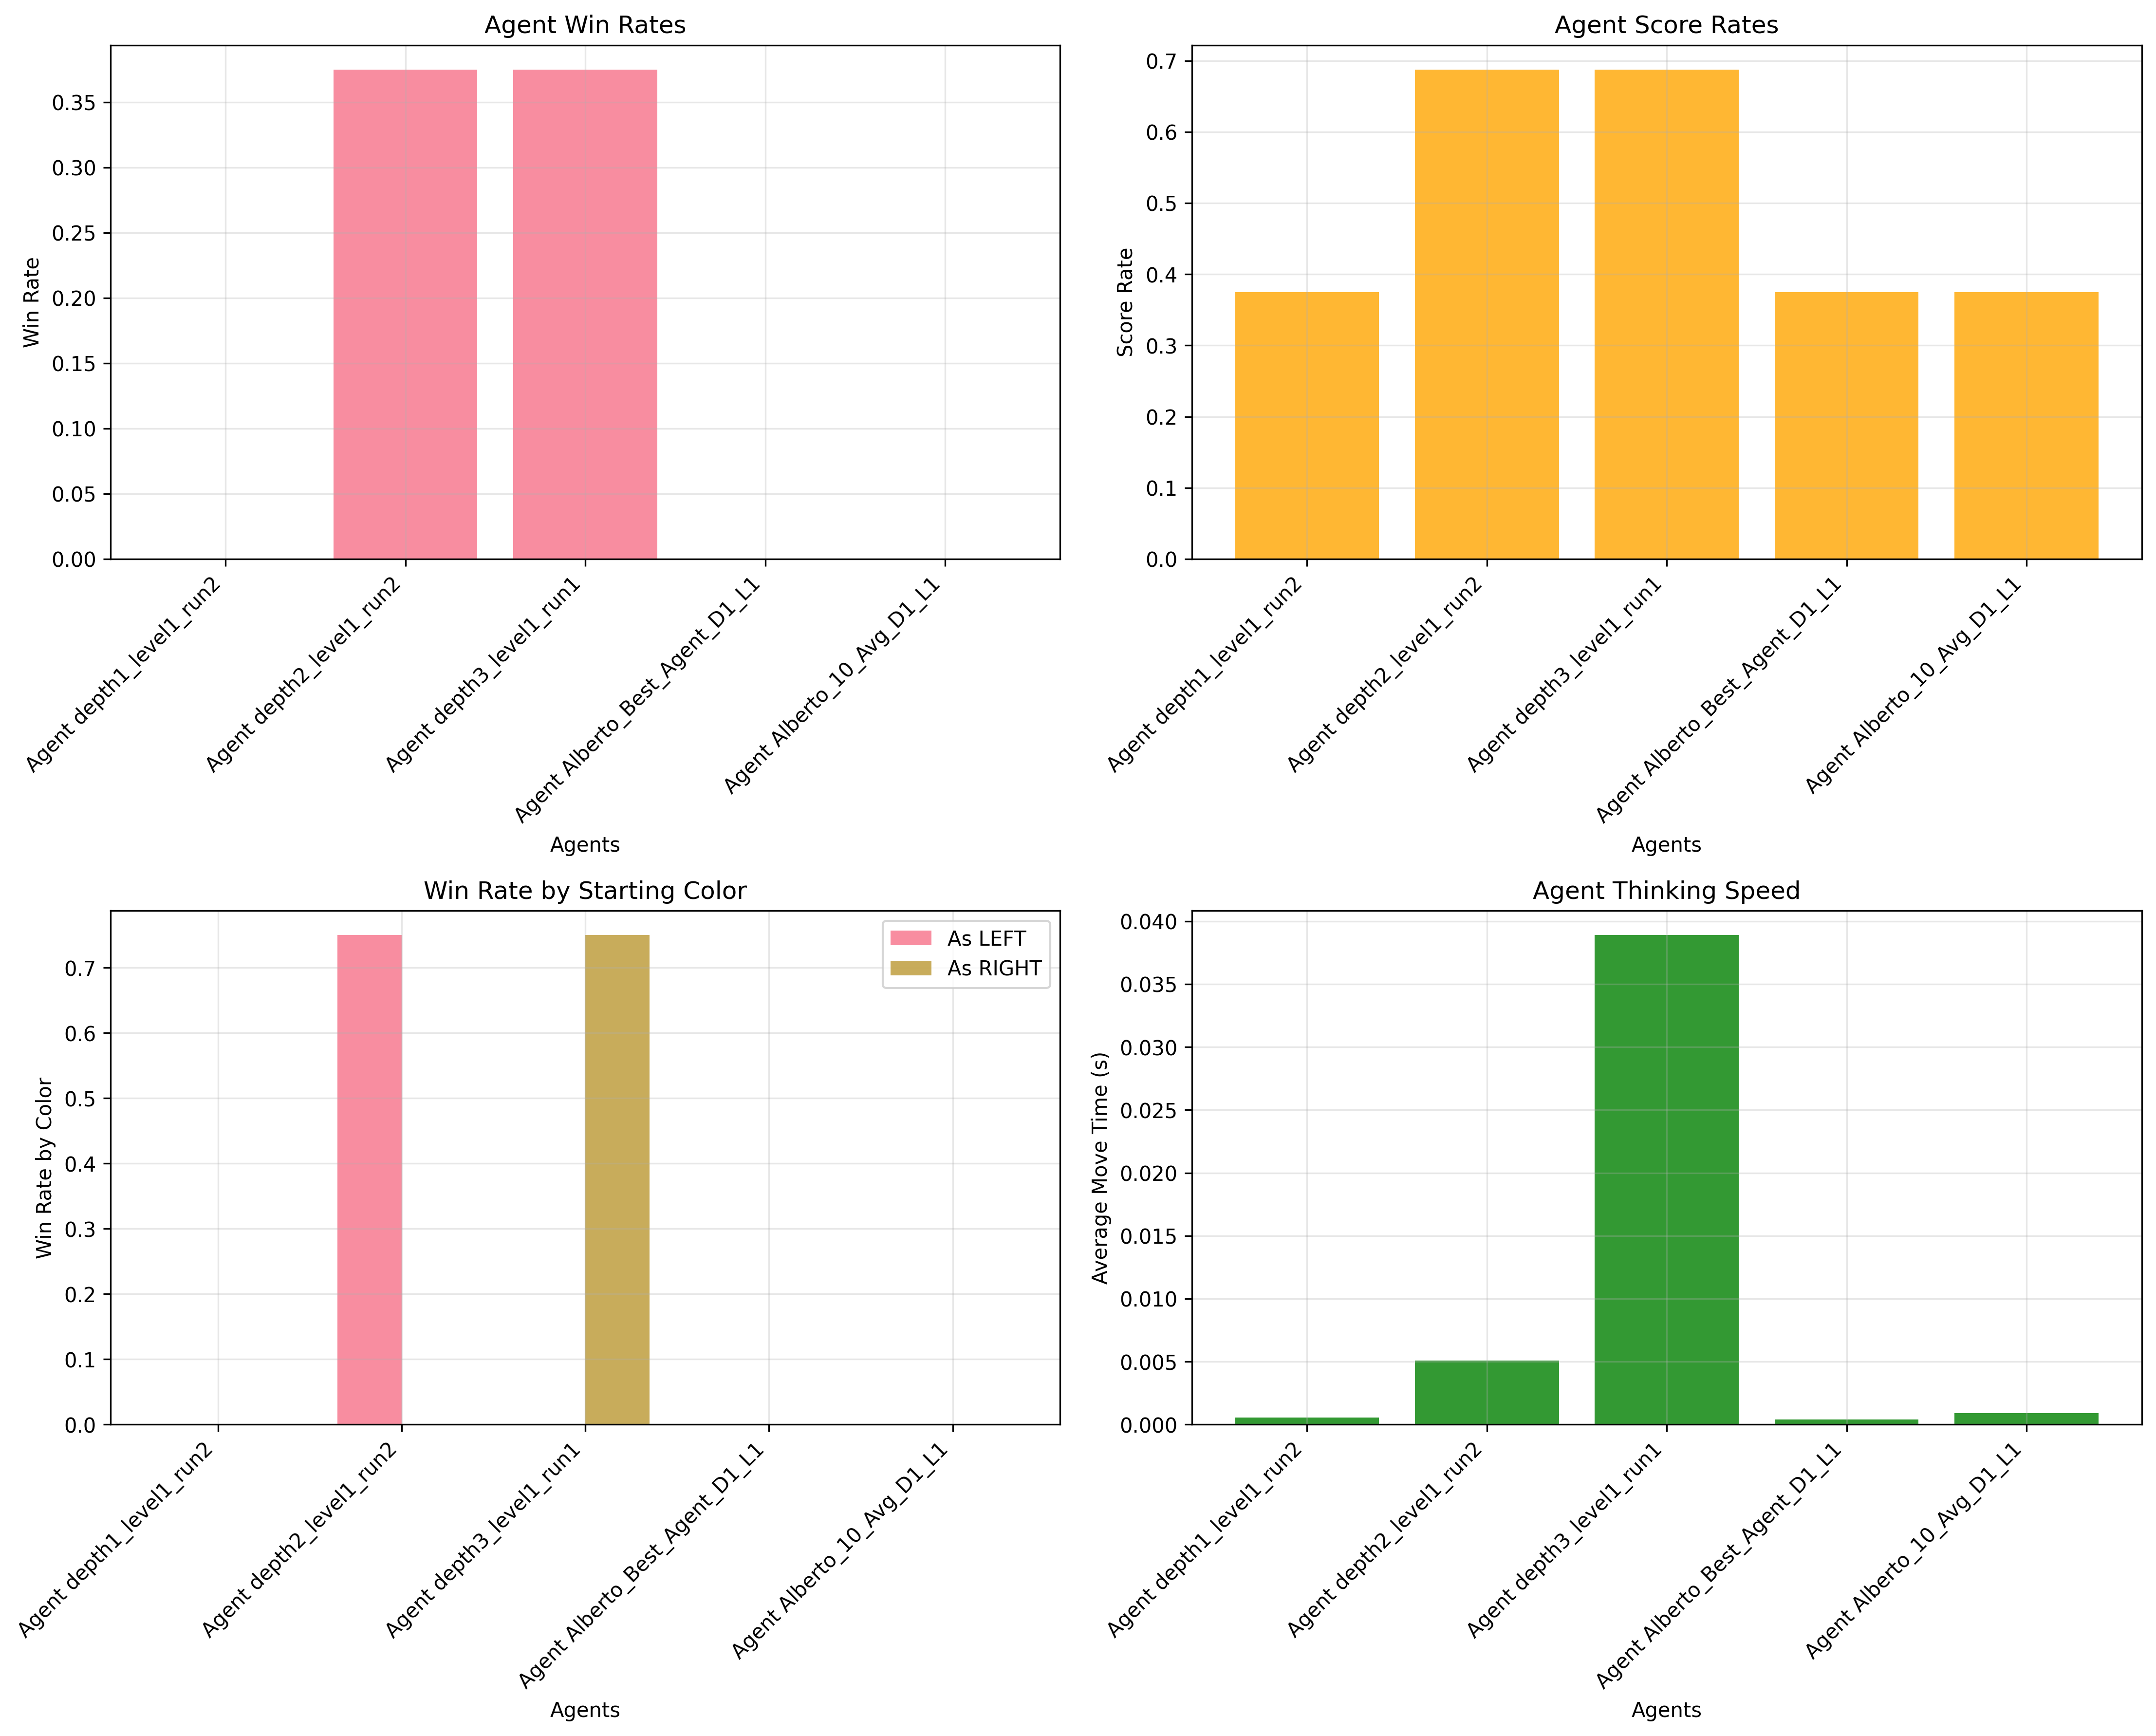 Agent Win Rates
Win Rate
0.35
0.30
0.25
0.20
0.15
0.10
0.05
0.00
Agent depth1_level1_run2
Agent depth2_level1_run2
Agent depth3_level1_run1
Agent Alberto_Best_Agent_D1_L1
Agent Alberto_10_Avg_D1_L1
Agents
Agent Score Rates
Score Rate
0.7
0.6
0.5
0.4
0.3
0.2
0.1
0.0
Agent depth1_level1_run2
Agent depth2_level1_run2
Agent depth3_level1_run1
Agent Alberto_Best_Agent_D1_L1
Agent Alberto_10_Avg_D1_L1
Agents
Win Rate by Starting Color
As LEFT
As RIGHT
Win Rate by Color
0.7
0.6
0.5
0.4
0.3
0.2
0.1
0.0
Agent depth1_level1_run2
Agent depth2_level1_run2
Agent depth3_level1_run1
Agent Alberto_Best_Agent_D1_L1
Agent Alberto_10_Avg_D1_L1
Agents
Agent Thinking Speed
Average Move Time (s)
0.040
0.035
0.030
0.025
0.020
0.015
0.010
0.005
0.000
Agent depth1_level1_run2
Agent depth2_level1_run2
Agent depth3_level1_run1
Agent Alberto_Best_Agent_D1_L1
Agent Alberto_10_Avg_D1_L1
Agents